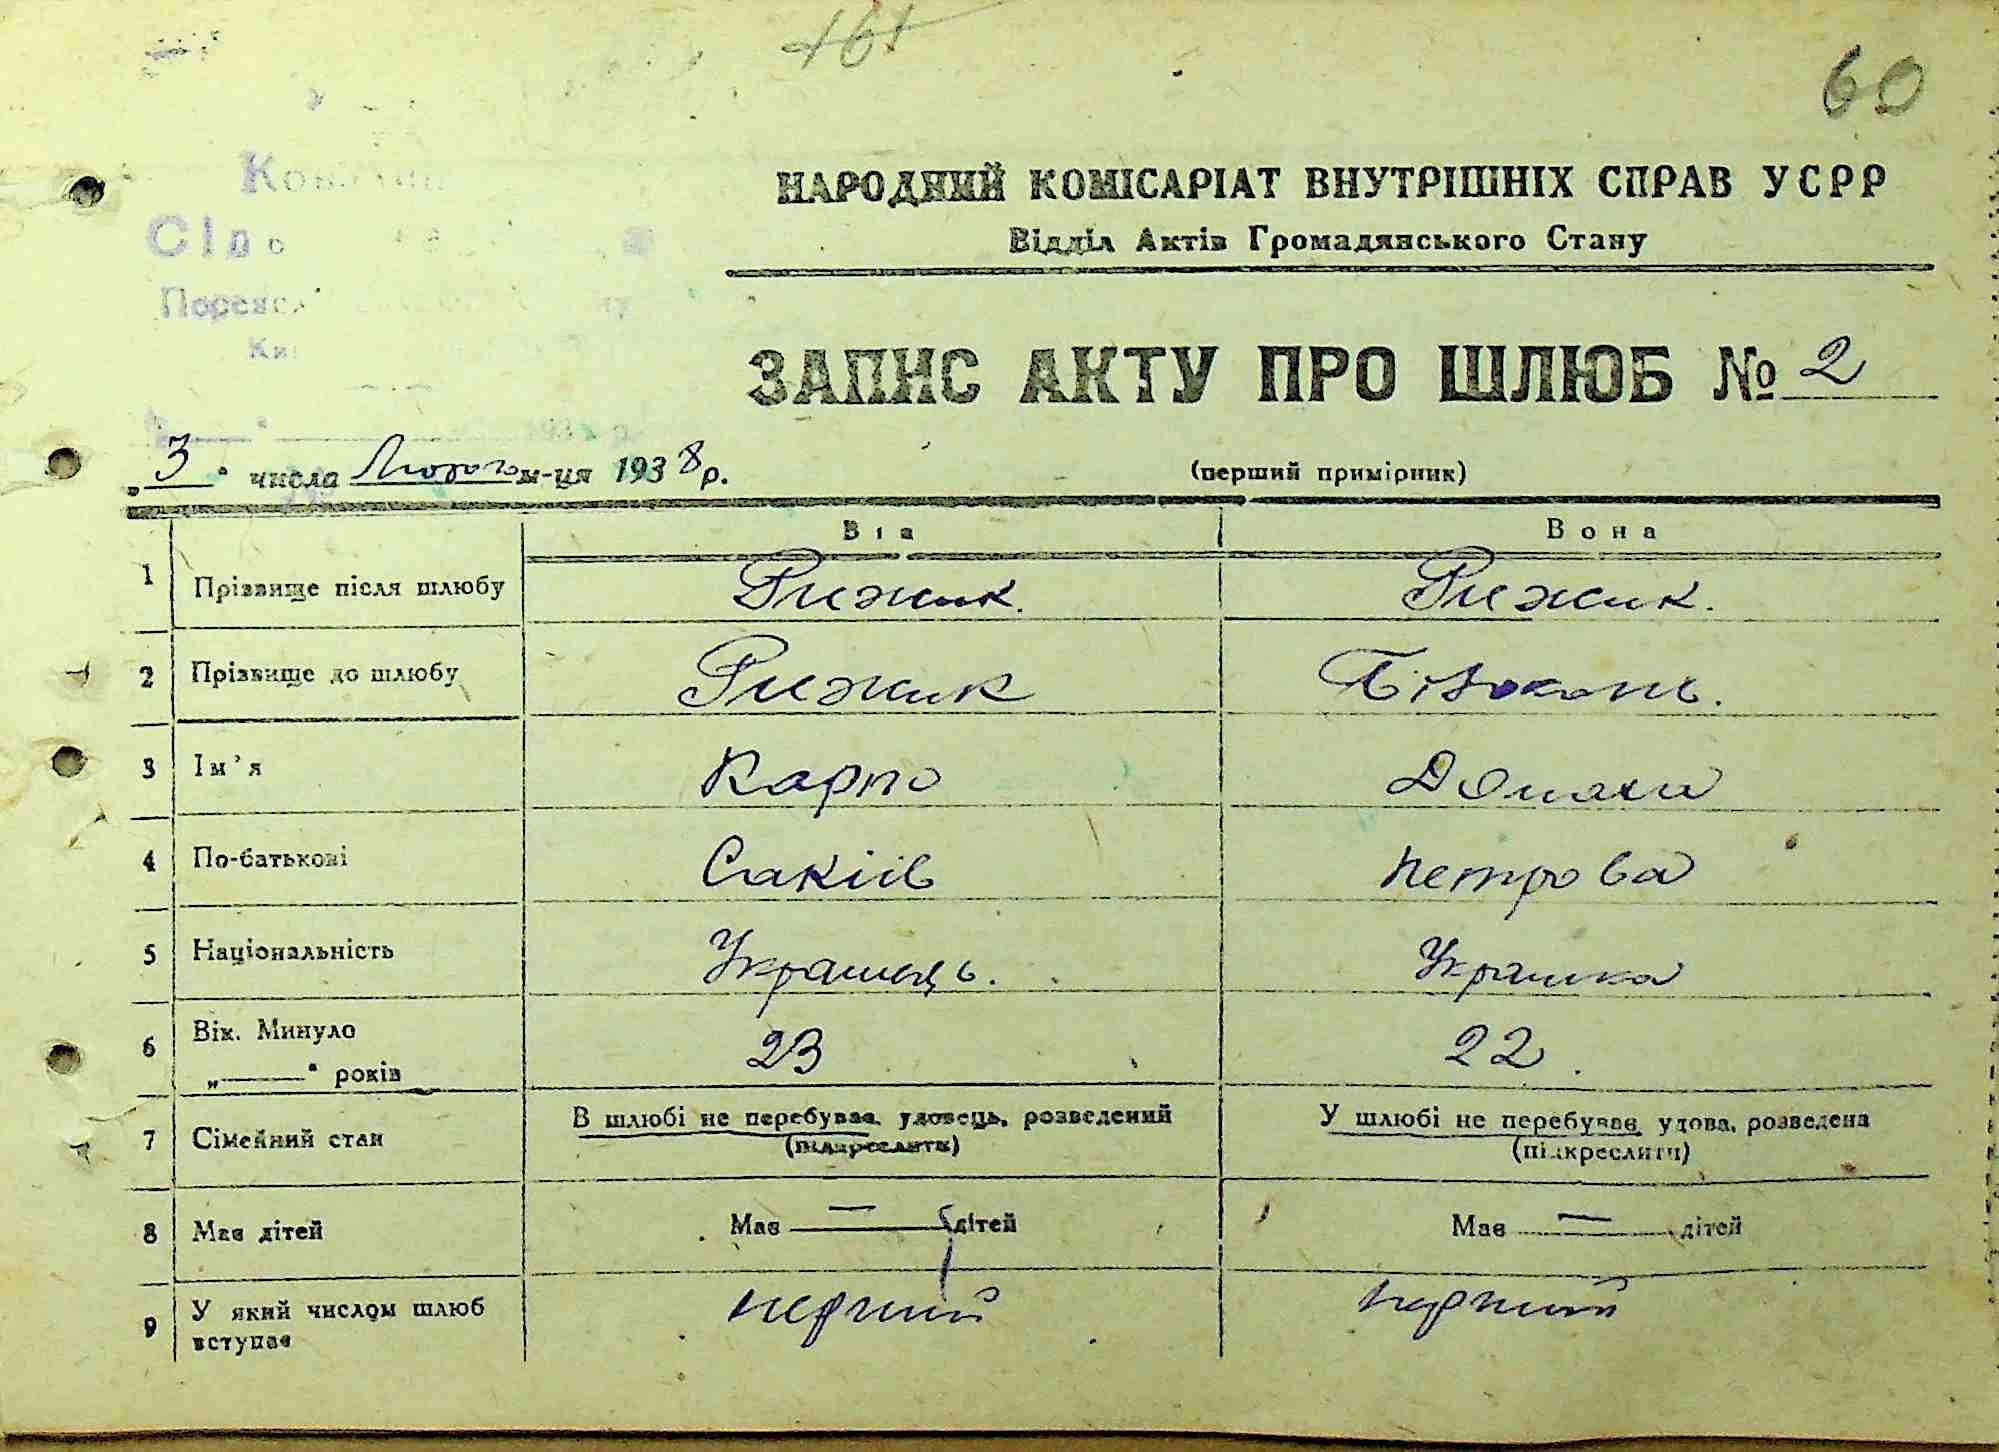 161
60
НАРОДНИЙ КОМІСАРІАТ ВНУТРІШНІХ СПРАВ УСРР
Відділ Актів Громадянського Стану
ЗАПИС АКТУ ПРО ШЛЮБ № 2
„3“ числа Лютого м-ця 1938 р.
(перший примірник)
Він Вона
1 Прізвище після шлюбу Рижик. Рижик.
2 Прізвище до шлюбу Рижик Бібокань.
3 Ім'я Карпо Домаха
4 По-батькові Сакіів Петрова
5 Національність Українець. Українка
6 Вік. Минуло 23 22
„——“ років
7 Сімейний стан В шлюбі не перебував, удовець, розведений У шлюбі не перебував, удова, розведена
(підкреслити) (підкреслити)
8 Має дітей Має — дітей Має — дітей
9 У який числом шлюб перший перший
вступає